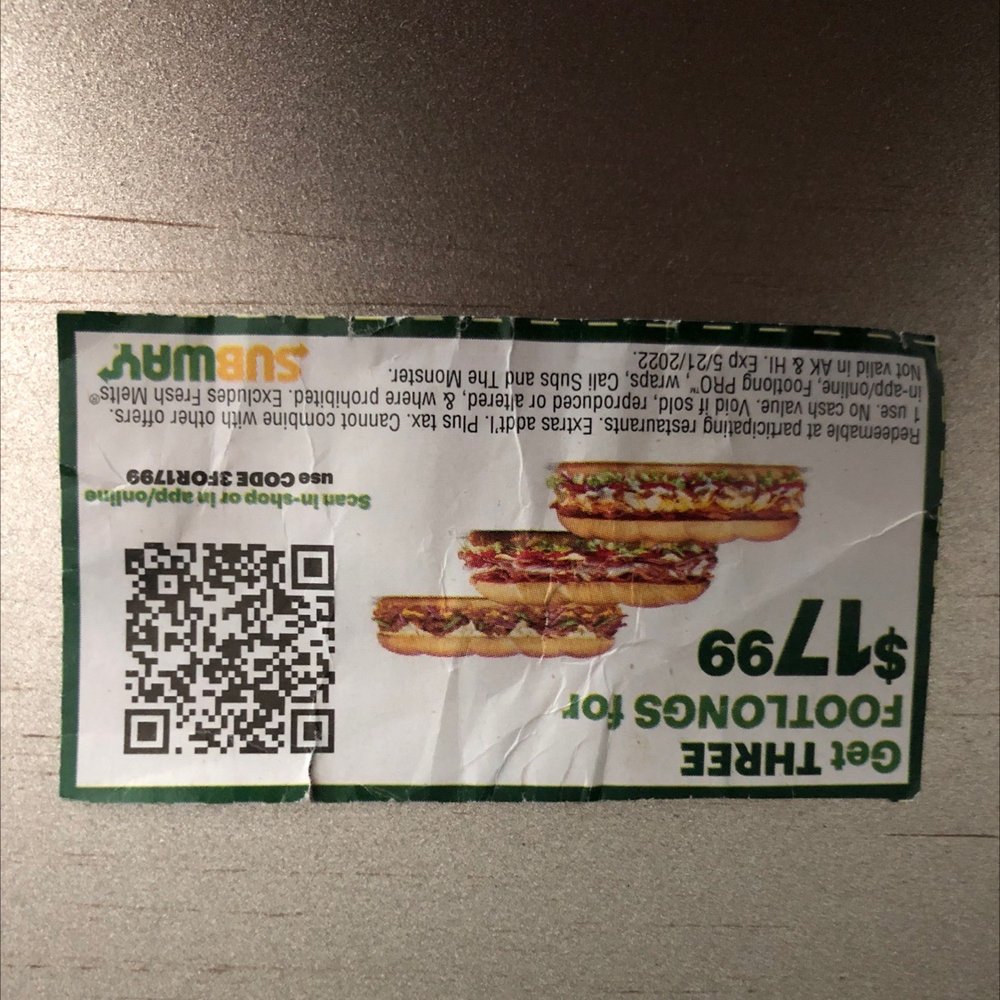 Get THREE
FOOTLONGS for
$17.99
Scan in-shop or in app/online
use CODE 3FOR1799
Redeemable at participating restaurants. Extras addt'l. Plus tax. Cannot combine with other offers.
1 use. No cash value. Void if sold, reproduced or altered, & where prohibited. Excludes Fresh Melts®
in-app/online, Footlong PRO™, wraps, Cali Subs and The Monster.
Not valid in AK & HI. Exp 5/21/2022.
SUBWAY